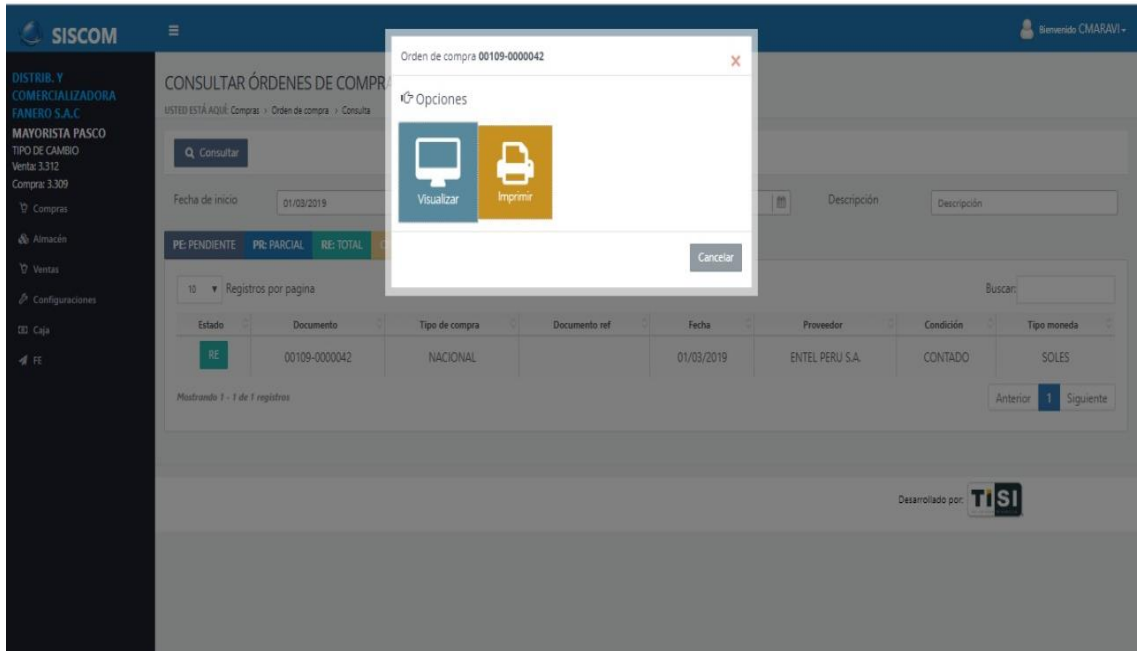 SISCOM
Bienvenido CMARAVI
DISTRIB. Y
COMERCIALIZADORA
FANERO S.A.C
MAYORISTA PASCO
TIPO DE CAMBIO
Venta: 3.312
Compra: 3.309
Compras
Almacén
Ventas
Configuraciones
Caja
FE
CONSULTAR ÓRDENES DE COMPRA
USTED ESTÁ AQUÍ: Compras > Orden de compra > Consulta
Orden de compra 00109-0000042
X
Opciones
Visualizar
Imprimir
Cancelar
Consultar
Fecha de inicio 01/03/2019 Descripción Descripción
PE: PENDIENTE PR: PARCIAL RE: TOTAL
10 Registros por pagina Buscar:
Estado Documento Tipo de compra Documento ref Fecha Proveedor Condición Tipo moneda
RE 00109-0000042 NACIONAL 01/03/2019 ENTEL PERU S.A. CONTADO SOLES
Mostrando 1 - 1 de 1 registros
Anterior 1 Siguiente
Desarrollado por: TISI